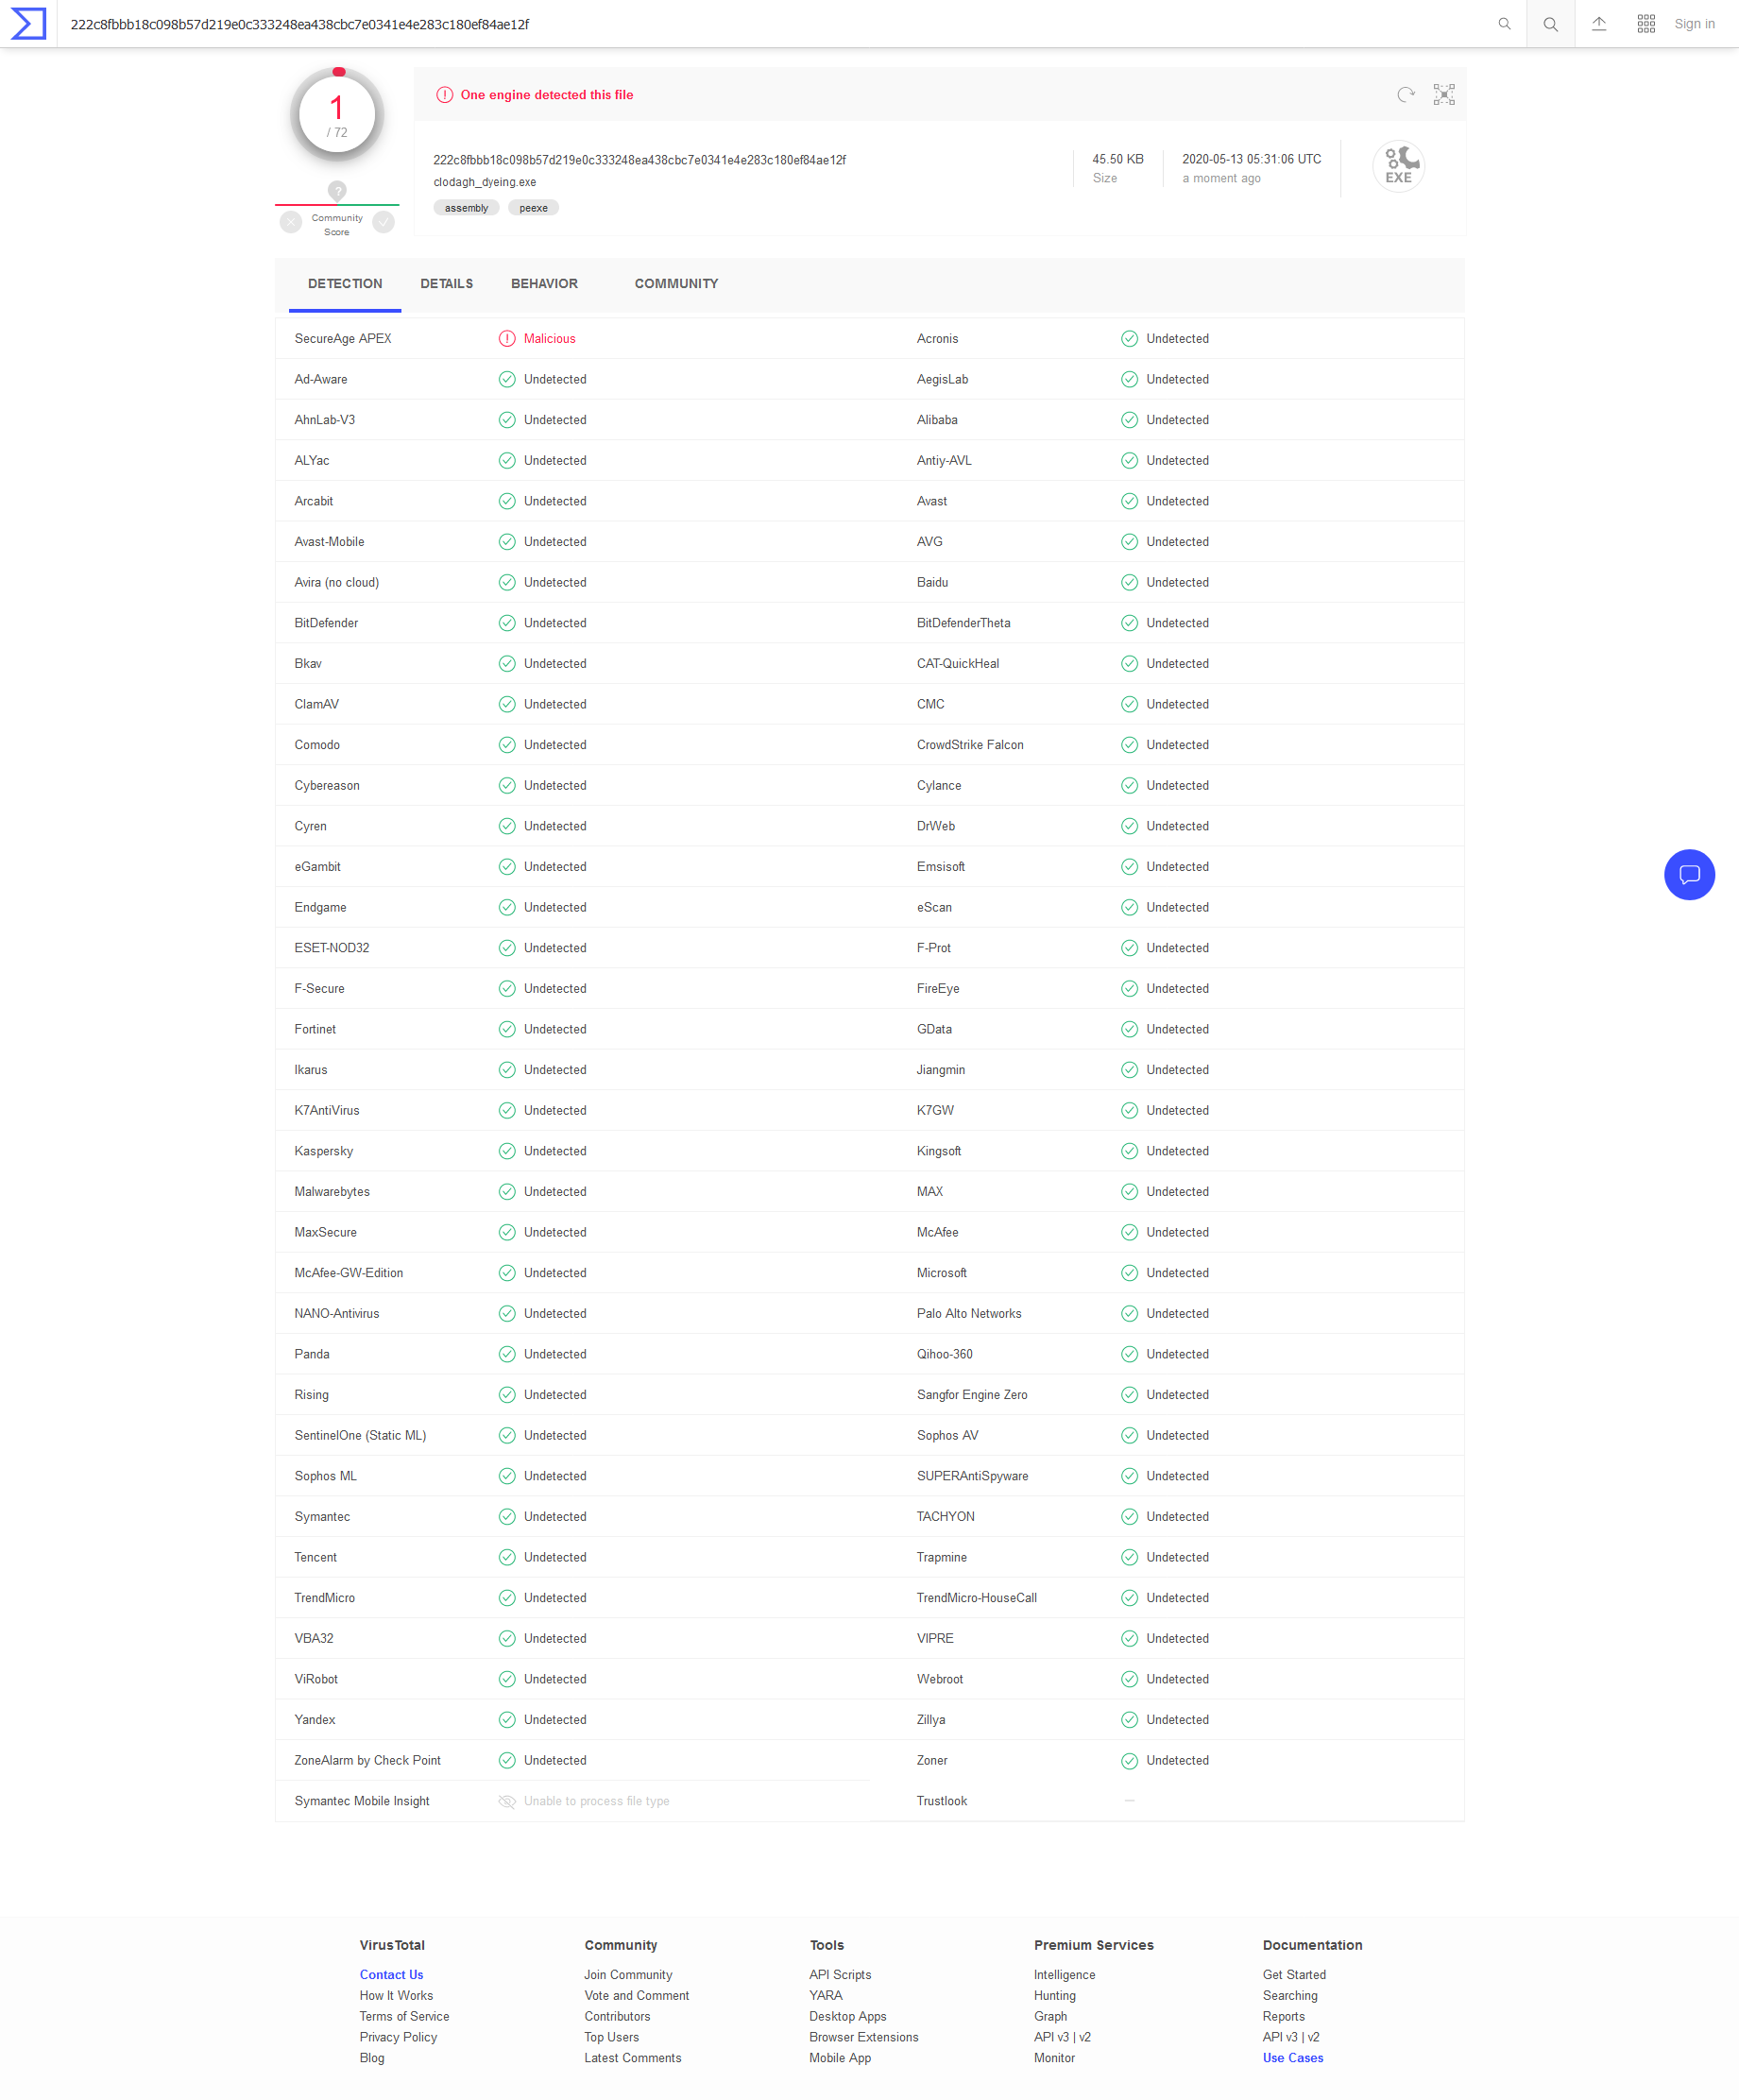 222c8fbbb18c098b57d219e0c333248ea438cbc7e0341e4e283c180ef84ae12f
Sign in
1
/ 72
?
Community
Score
One engine detected this file
222c8fbbb18c098b57d219e0c333248ea438cbc7e0341e4e283c180ef84ae12f
clodagh_dyeing.exe
assembly peexe
45.50 KB
Size
2020-05-13 05:31:06 UTC
a moment ago
EXE
DETECTION DETAILS BEHAVIOR COMMUNITY
SecureAge APEX Malicious Acronis Undetected
Ad-Aware Undetected AegisLab Undetected
AhnLab-V3 Undetected Alibaba Undetected
ALYac Undetected Antiy-AVL Undetected
Arcabit Undetected Avast Undetected
Avast-Mobile Undetected AVG Undetected
Avira (no cloud) Undetected Baidu Undetected
BitDefender Undetected BitDefenderTheta Undetected
Bkav Undetected CAT-QuickHeal Undetected
ClamAV Undetected CMC Undetected
Comodo Undetected CrowdStrike Falcon Undetected
Cybereason Undetected Cylance Undetected
Cyren Undetected DrWeb Undetected
eGambit Undetected Emsisoft Undetected
Endgame Undetected eScan Undetected
ESET-NOD32 Undetected F-Prot Undetected
F-Secure Undetected FireEye Undetected
Fortinet Undetected GData Undetected
Ikarus Undetected Jiangmin Undetected
K7AntiVirus Undetected K7GW Undetected
Kaspersky Undetected Kingsoft Undetected
Malwarebytes Undetected MAX Undetected
MaxSecure Undetected McAfee Undetected
McAfee-GW-Edition Undetected Microsoft Undetected
NANO-Antivirus Undetected Palo Alto Networks Undetected
Panda Undetected Qihoo-360 Undetected
Rising Undetected Sangfor Engine Zero Undetected
SentinelOne (Static ML) Undetected Sophos AV Undetected
Sophos ML Undetected SUPERAntiSpyware Undetected
Symantec Undetected TACHYON Undetected
Tencent Undetected Trapmine Undetected
TrendMicro Undetected TrendMicro-HouseCall Undetected
VBA32 Undetected VIPRE Undetected
ViRobot Undetected Webroot Undetected
Yandex Undetected Zillya Undetected
ZoneAlarm by Check Point Undetected Zoner Undetected
Symantec Mobile Insight Unable to process file type Trustlook —
VirusTotal Community Tools Premium Services Documentation
Contact Us Join Community API Scripts Intelligence Get Started
How It Works Vote and Comment YARA Hunting Searching
Terms of Service Contributors Desktop Apps Graph Reports
Privacy Policy Top Users Browser Extensions API v3 | v2 API v3 | v2
Blog Latest Comments Mobile App Monitor Use Cases